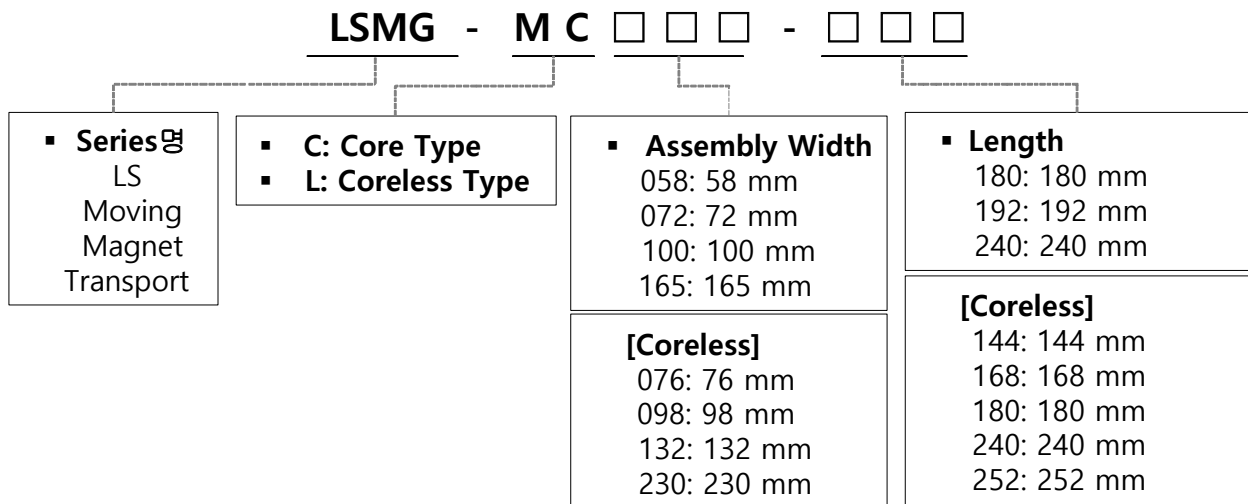 LSMG - M C □ □ □ - □ □ □
▪ Series명
LS
Moving
Magnet
Transport
▪ C: Core Type
▪ L: Coreless Type
▪ Assembly Width
058: 58 mm
072: 72 mm
100: 100 mm
165: 165 mm
[Coreless]
076: 76 mm
098: 98 mm
132: 132 mm
230: 230 mm
▪ Length
180: 180 mm
192: 192 mm
240: 240 mm
[Coreless]
144: 144 mm
168: 168 mm
180: 180 mm
240: 240 mm
252: 252 mm